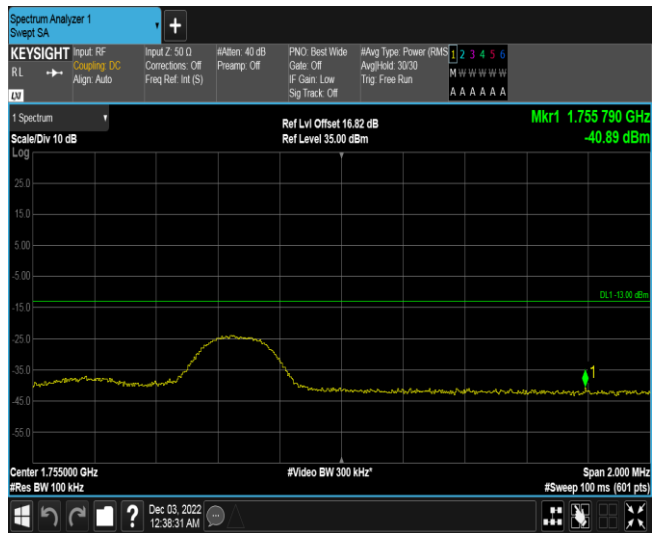 Spectrum Analyzer 1
Swept SA
+
KEYSIGHT
RL
LXI
Input: RF
Coupling: DC
Align: Auto
Input Z: 50 Ω
Corrections: Off
Freq Ref: Int (S)
#Atten: 40 dB
Preamp: Off
PNO: Best Wide
Gate: Off
IF Gain: Low
Sig Track: Off
#Avg Type: Power (RMS
Avg|Hold: 30/30
Trig: Free Run
1 2 3 4 5 6
M W W W W W
A A A A A A
1 Spectrum
Scale/Div 10 dB
Log
Ref Lvl Offset 16.82 dB
Ref Level 35.00 dBm
Mkr1 1.755 790 GHz
-40.89 dBm
25.0
15.0
5.00
-5.00
DL1 -13.00 dBm
-15.0
-25.0
-35.0
1
-45.0
-55.0
Center 1.755000 GHz
#Video BW 300 kHz*
Span 2.000 MHz
#Res BW 100 kHz
#Sweep 100 ms (601 pts)
?
Dec 03, 2022
12:38:31 AM